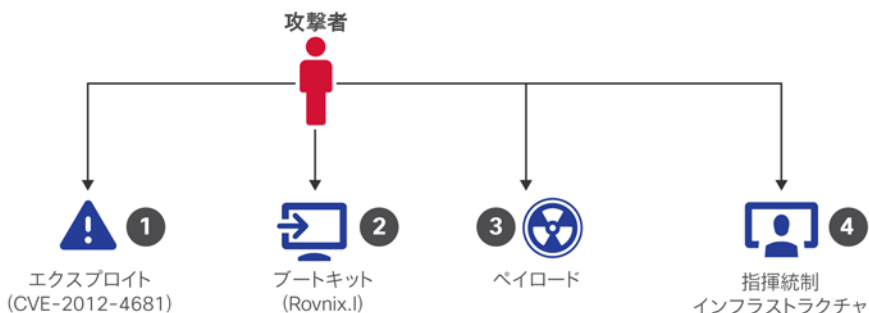 攻撃者
1
2
3
4
エクスプロイト
(CVE-2012-4681)
ブートキット
(Rovnix.I)
ペイロード
指揮統制
インフラストラクチャ